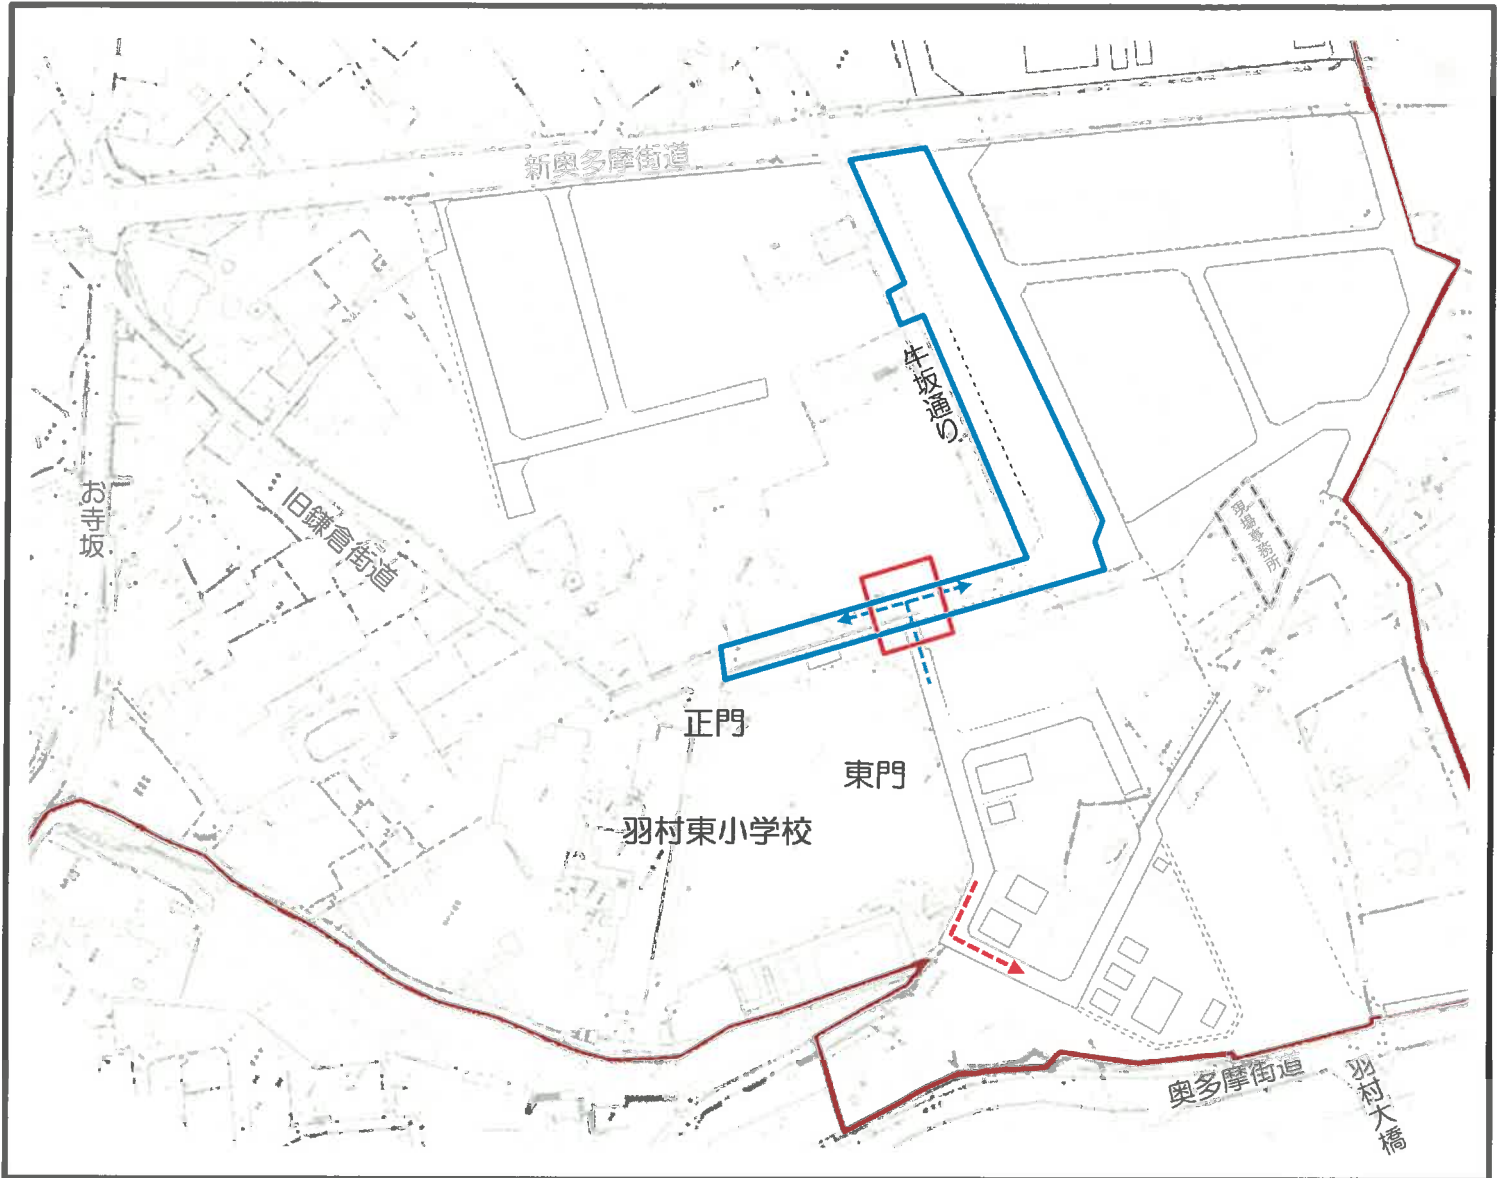 新奥多摩街道
牛坂通り
お寺坂
旧鎌倉街道
現場事務所
正門
東門
羽村東小学校
奥多摩街道
羽村大橋